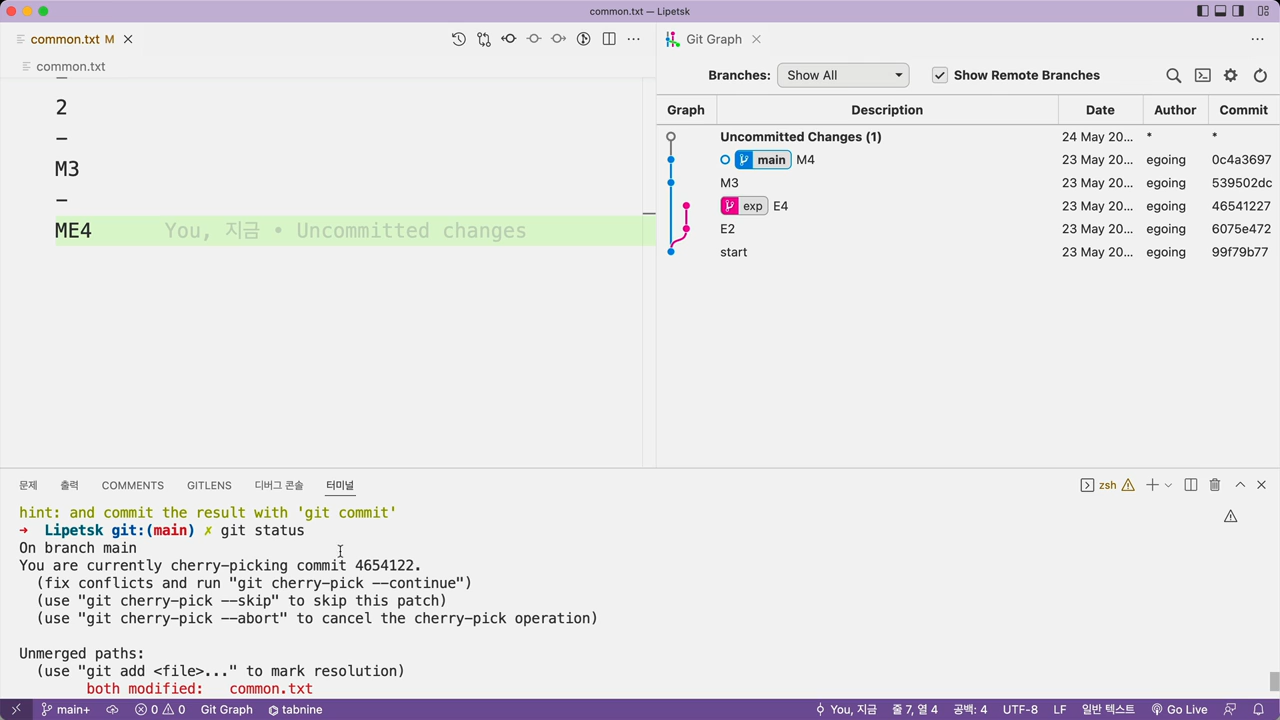 common.txt — Lipetsk
common.txt M
common.txt
2
–
M3
–
ME4 You, 지금 • Uncommitted changes
Git Graph
Branches: Show All Show Remote Branches
Graph Description Date Author Commit
Uncommitted Changes (1) 24 May 20... * *
main M4 23 May 20... egoing 0c4a3697
M3 23 May 20... egoing 539502dc
exp E4 23 May 20... egoing 46541227
E2 23 May 20... egoing 6075e472
start 23 May 20... egoing 99f79b77
문제 출력 COMMENTS GITLENS 디버그 콘솔 터미널 zsh
hint: and commit the result with 'git commit'
→ Lipetsk git:(main) ✗ git status
On branch main
You are currently cherry-picking commit 4654122.
(fix conflicts and run "git cherry-pick --continue")
(use "git cherry-pick --skip" to skip this patch)
(use "git cherry-pick --abort" to cancel the cherry-pick operation)
Unmerged paths:
(use "git add <file>..." to mark resolution)
both modified: common.txt
main+ 0 0 Git Graph tabnine You, 지금 줄 7, 열 4 공백: 4 UTF-8 LF 일반 텍스트 Go Live